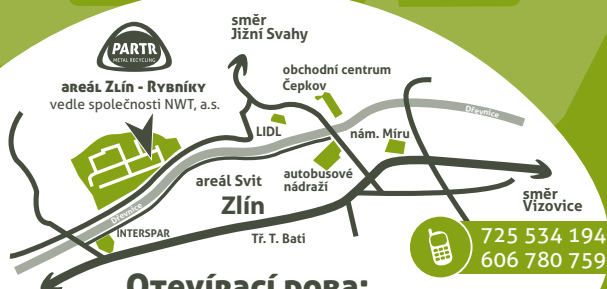 směr
Jižní Svahy
PARTR
METAL RECYCLING
areál Zlín - Rybníky
vedle společnosti NWT, a.s.
obchodní centrum
Čepkov
Dřevnice
LIDL
nám. Míru
autobusové
nádraží
areál Svit
Zlín
směr
Vizovice
Dřevnice
INTERSPAR
Tř. T. Bati
725 534 194
606 780 759
Otevírací doba: